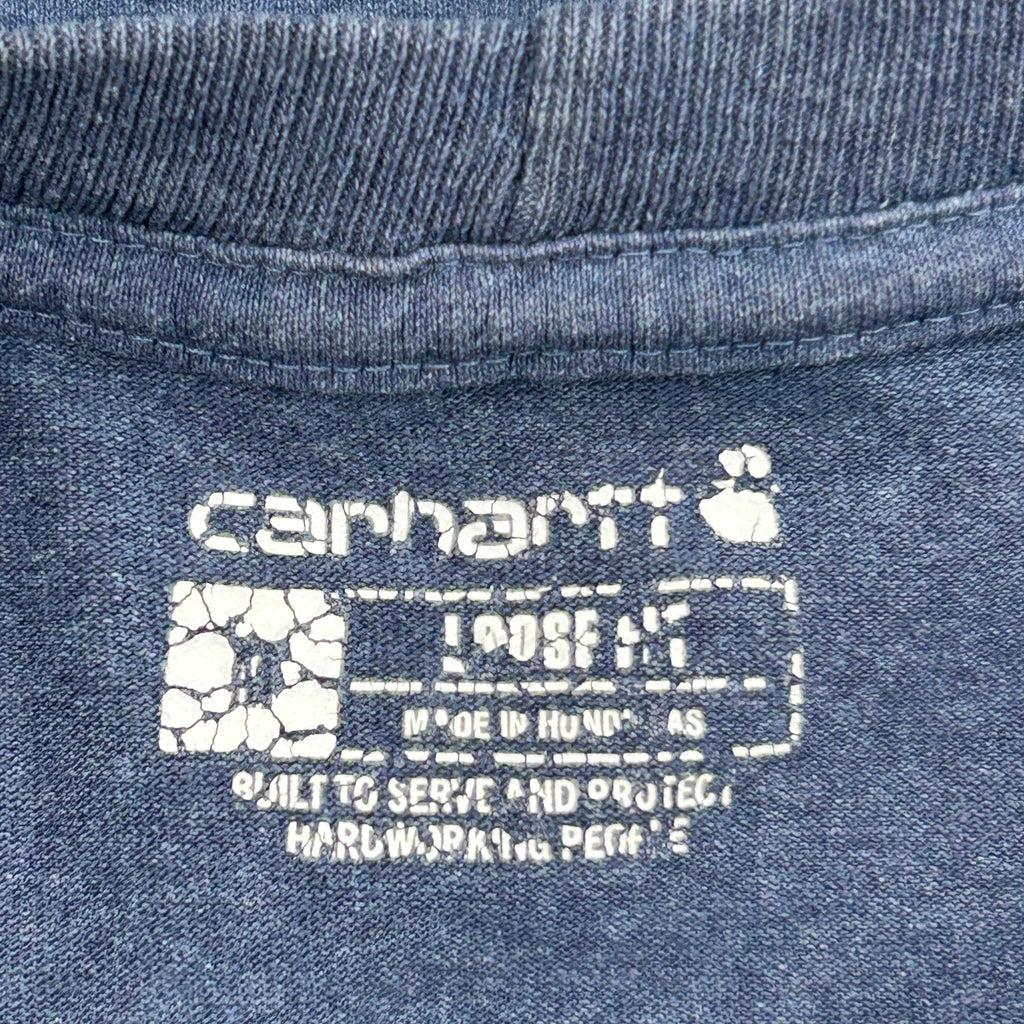 carhartt
LOOSE FIT
MADE IN HONDURAS
BUILT TO SERVE AND PROTECT
HARDWORKING PEOPLE